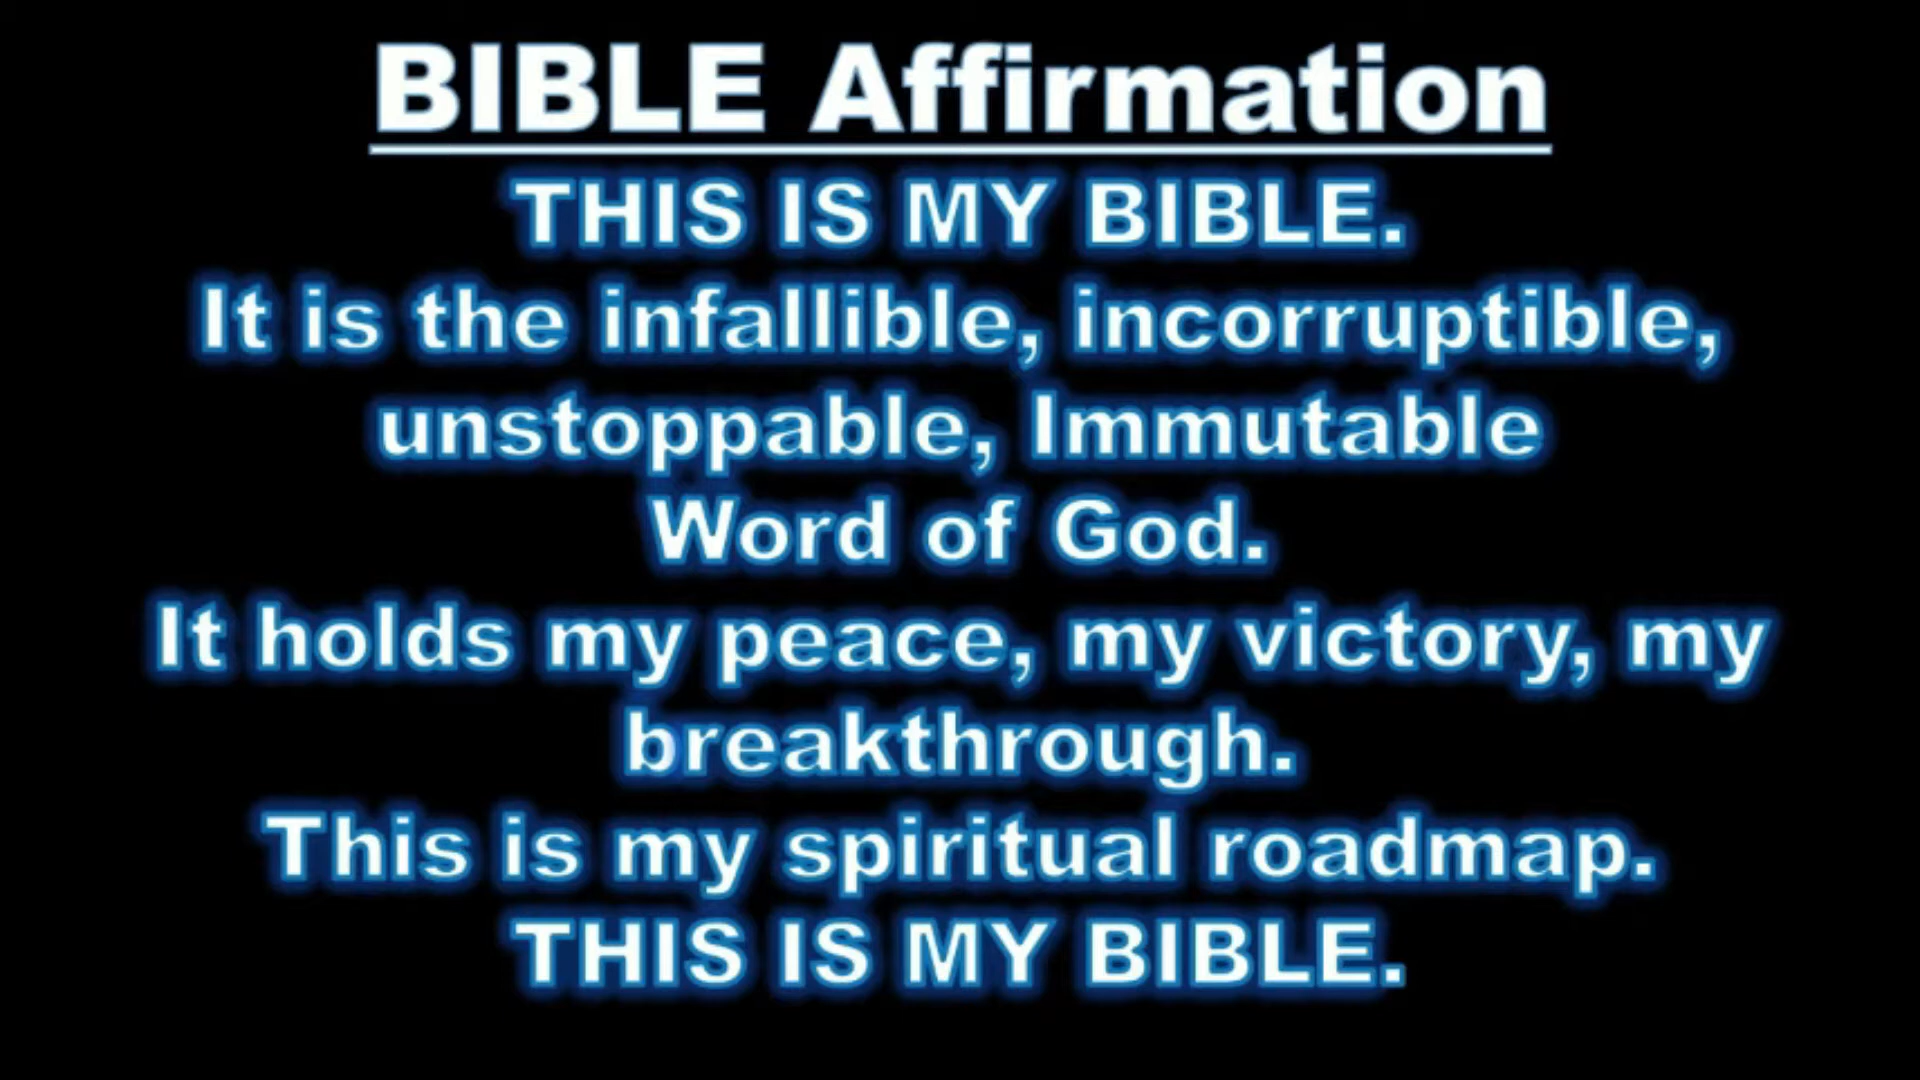 BIBLE Affirmation
THIS IS MY BIBLE.
It is the infallible, incorruptible,
unstoppable, Immutable
Word of God.
It holds my peace, my victory, my
breakthrough.
This is my spiritual roadmap.
THIS IS MY BIBLE.